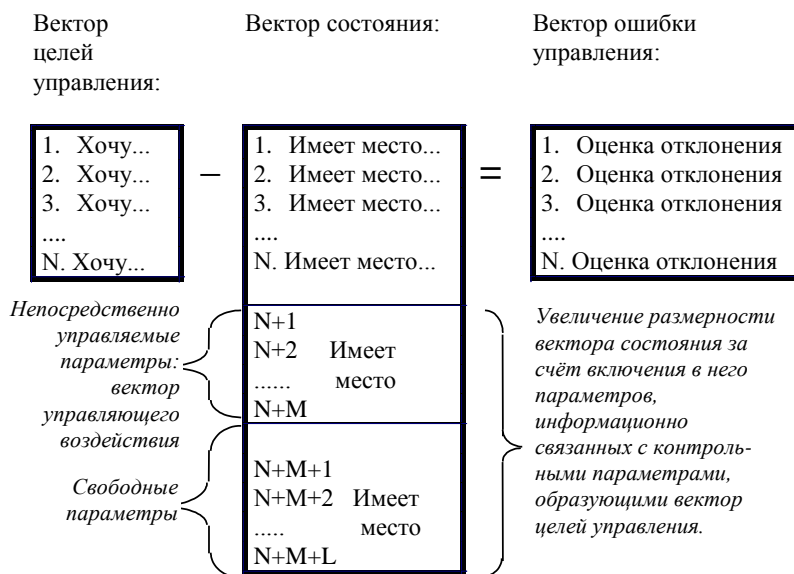 Вектор
целей
управления:
Вектор состояния:
Вектор ошибки
управления:
1. Хочу...
2. Хочу...
3. Хочу...
....
N. Хочу...
–
1. Имеет место...
2. Имеет место...
3. Имеет место...
....
N. Имеет место...
=
1. Оценка отклонения
2. Оценка отклонения
3. Оценка отклонения
....
N. Оценка отклонения
Непосредственно
управляемые
параметры:
вектор
управляющего
воздействия
N+1
N+2 Имеет
...... место
N+M
Свободные
параметры
N+M+1
N+M+2 Имеет
..... место
N+M+L
Увеличение размерности
вектора состояния за
счёт включения в него
параметров,
информационно
связанных с контроль-
ными параметрами,
образующими вектор
целей управления.